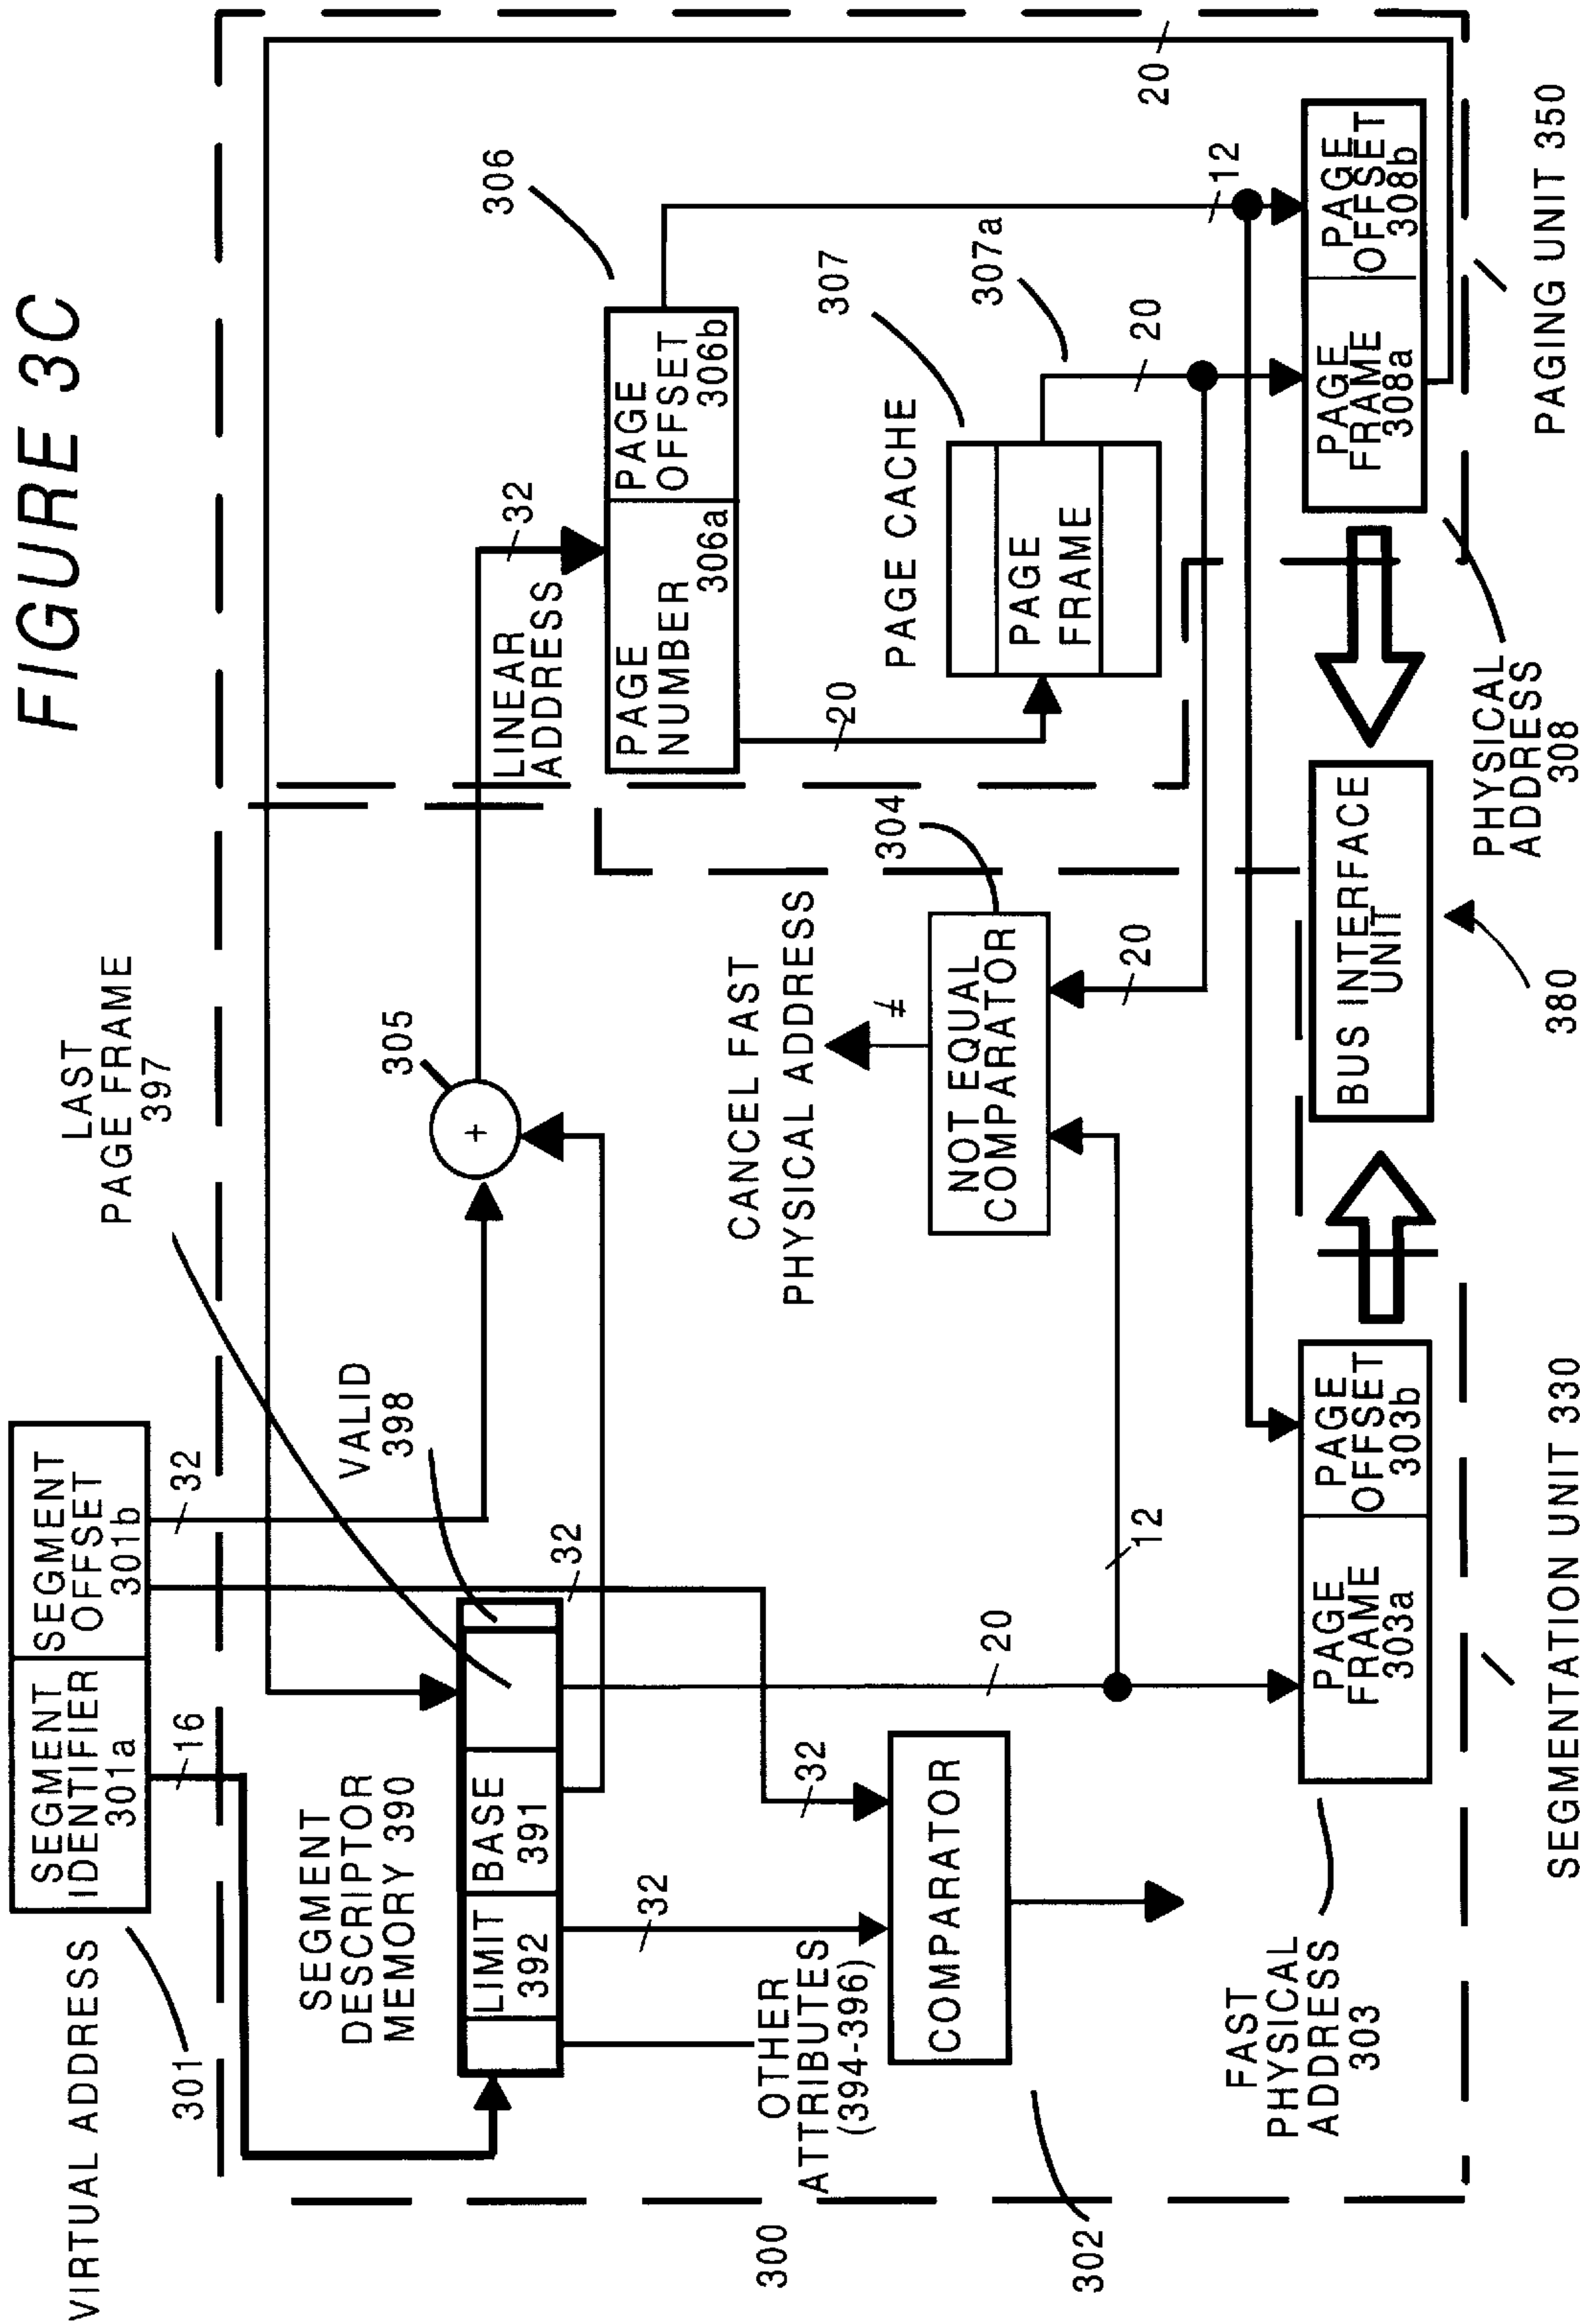 FIGURE 3C
VIRTUAL ADDRESS
301
SEGMENT
IDENTIFIER
301a
SEGMENT
OFFSET
301b
16
32
LAST
PAGE FRAME
397
VALID
398
SEGMENT
DESCRIPTOR
MEMORY 390
LIMIT
392
BASE
391
32
305
+
LINEAR
ADDRESS
32
306
PAGE
NUMBER
306a
PAGE
OFFSET
306b
20
32
32
OTHER
ATTRIBUTES
(394-396)
COMPARATOR
302
300
20
12
CANCEL FAST
PHYSICAL ADDRESS
≠
304
NOT EQUAL
COMPARATOR
20
20
PAGE CACHE
307
PAGE
FRAME
307a
20
12
FAST
PHYSICAL
ADDRESS
303
PAGE
FRAME
303a
PAGE
OFFSET
303b
BUS INTERFACE
UNIT
380
PAGE
FRAME
308a
PAGE
OFFSET
308b
PHYSICAL
ADDRESS
308
SEGMENTATION UNIT 330
PAGING UNIT 350